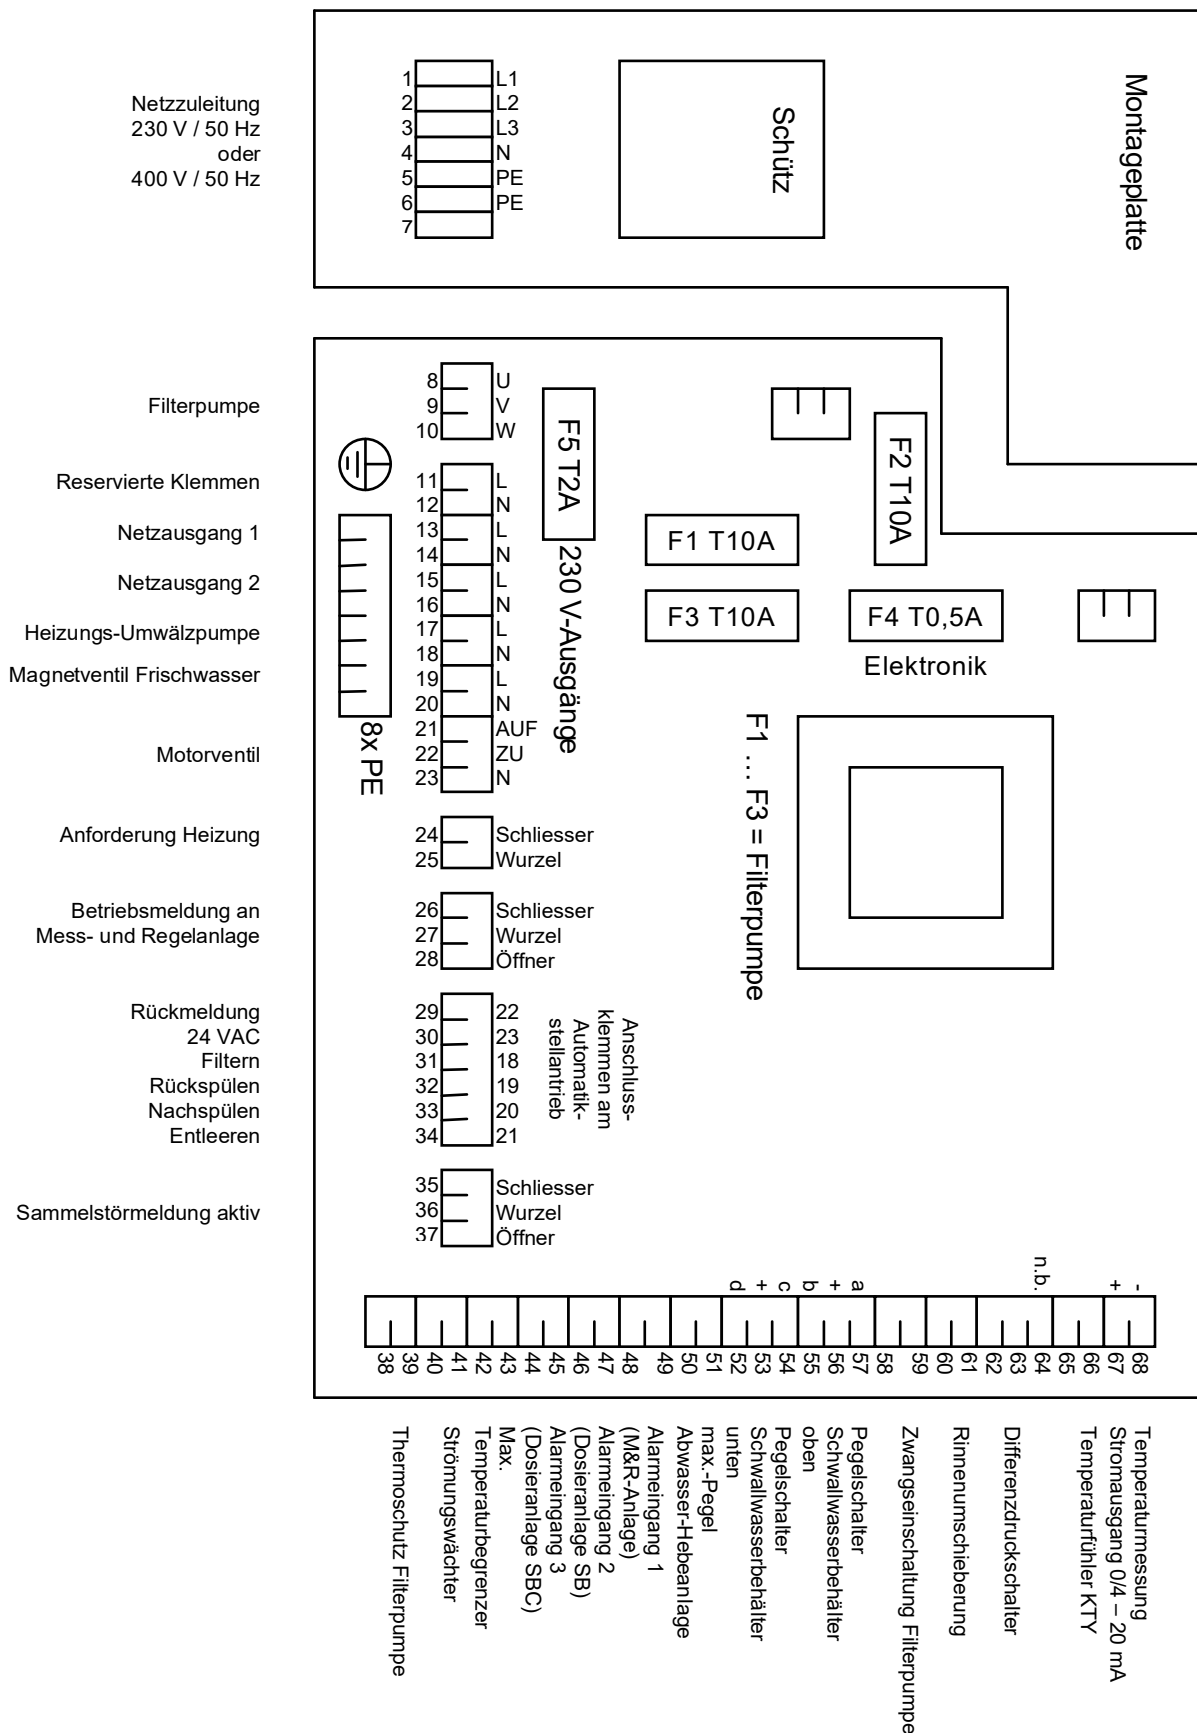 Montageplatte
Schütz
Netzzuleitung
230 V / 50 Hz
oder
400 V / 50 Hz
1 L1
2 L2
3 L3
4 N
5 PE
6 PE
7
Filterpumpe
8 U
9 V
10 W
Reservierte Klemmen
11 L
12 N
Netzausgang 1
13 L
14 N
Netzausgang 2
15 L
16 N
Heizungs-Umwälzpumpe
17 L
18 N
Magnetventil Frischwasser
19 L
20 N
Motorventil
21 AUF
22 ZU
23 N
8x PE
F5 T2A
230 V-Ausgänge
F1 T10A
F2 T10A
F3 T10A
F4 T0,5A
Elektronik
F1 ... F3 = Filterpumpe
Anforderung Heizung
24 Schliesser
25 Wurzel
Betriebsmeldung an
Mess- und Regelanlage
26 Schliesser
27 Wurzel
28 Öffner
Rückmeldung
24 VAC
Filtern
Rückspülen
Nachspülen
Entleeren
29 22
30 23
31 18
32 19
33 20
34 21
Anschluss-
klemmen am
Automatik-
stellantrieb
Sammelstörmeldung aktiv
35 Schliesser
36 Wurzel
37 Öffner
d
+
c
b
+
a
n.b.
+
-
38
39
40
41
42
43
44
45
46
47
48
49
50
51
52
53
54
55
56
57
58
59
60
61
62
63
64
65
66
67
68
Thermoschutz Filterpumpe
Strömungswächter
Max.
Temperaturbegrenzer
Alarmeingang 3
(Dosieranlage SBC)
Alarmeingang 2
(Dosieranlage SB)
Alarmeingang 1
(M&R-Anlage)
max.-Pegel
Abwasser-Hebeanlage
Pegelschalter
Schwallwasserbehälter
unten
Pegelschalter
Schwallwasserbehälter
oben
Zwangseinschaltung Filterpumpe
Rinnenumschieberung
Differenzdruckschalter
Temperaturmessung
Stromausgang 0/4 – 20 mA
Temperaturfühler KTY